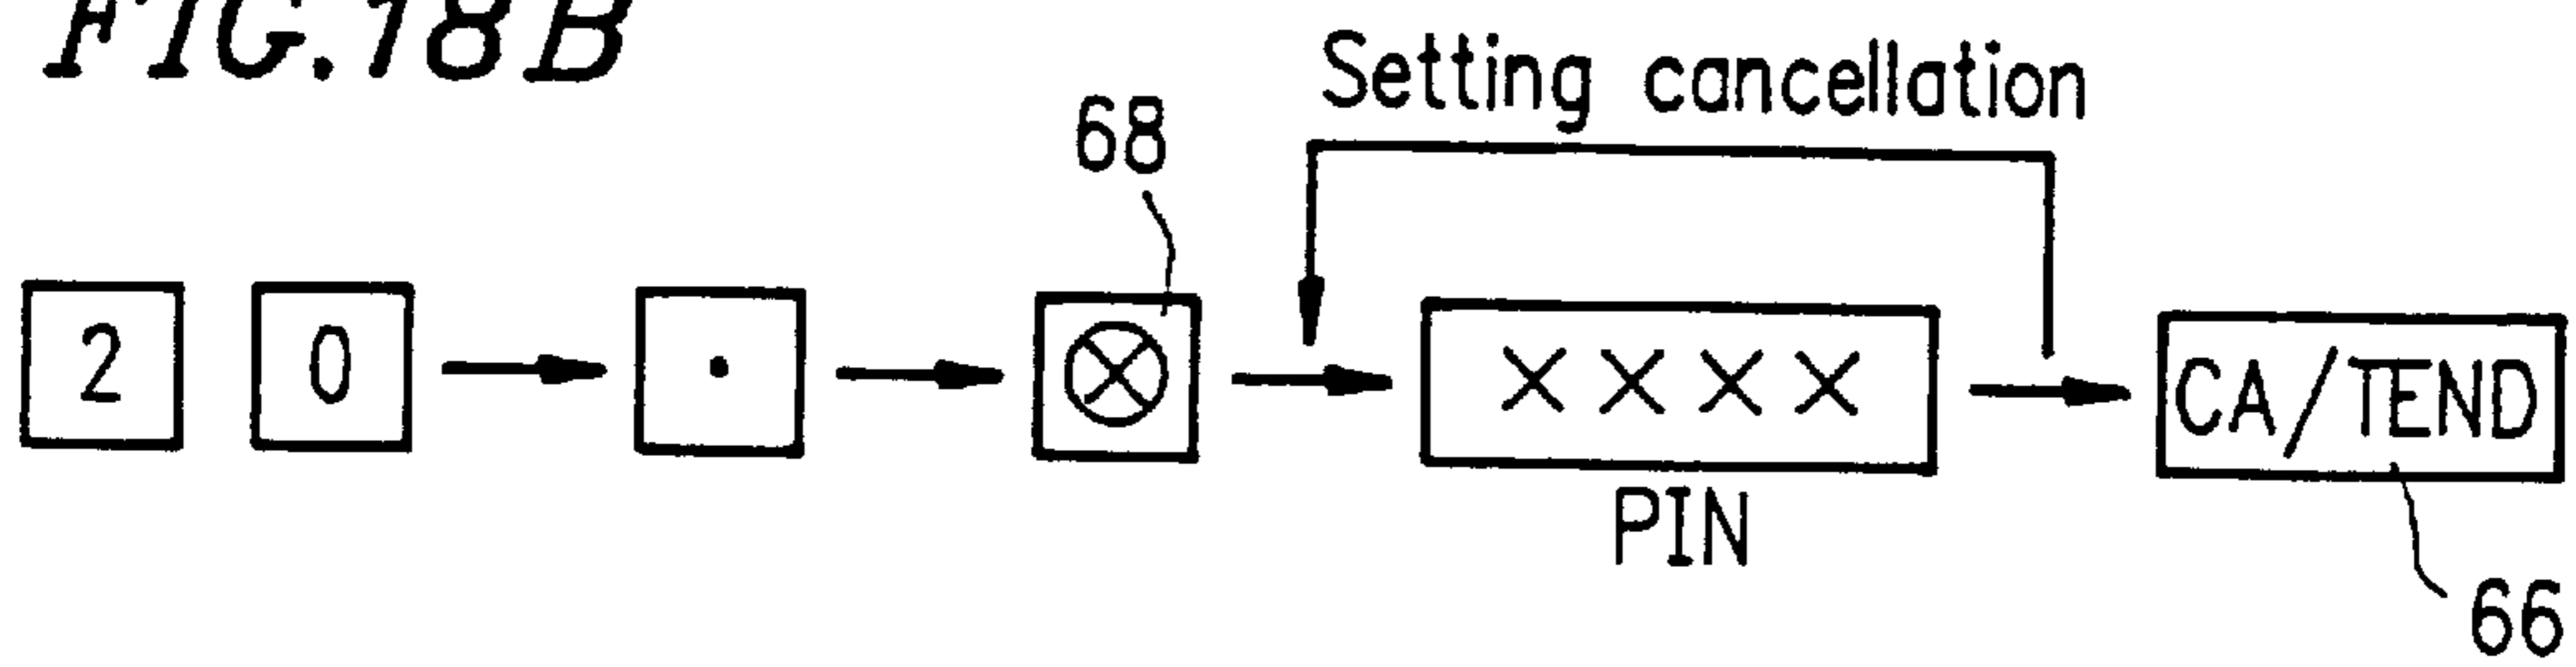 FIG.18B
Setting cancellation
68
2 0 · ⊗ ×××× CA/TEND
PIN
66